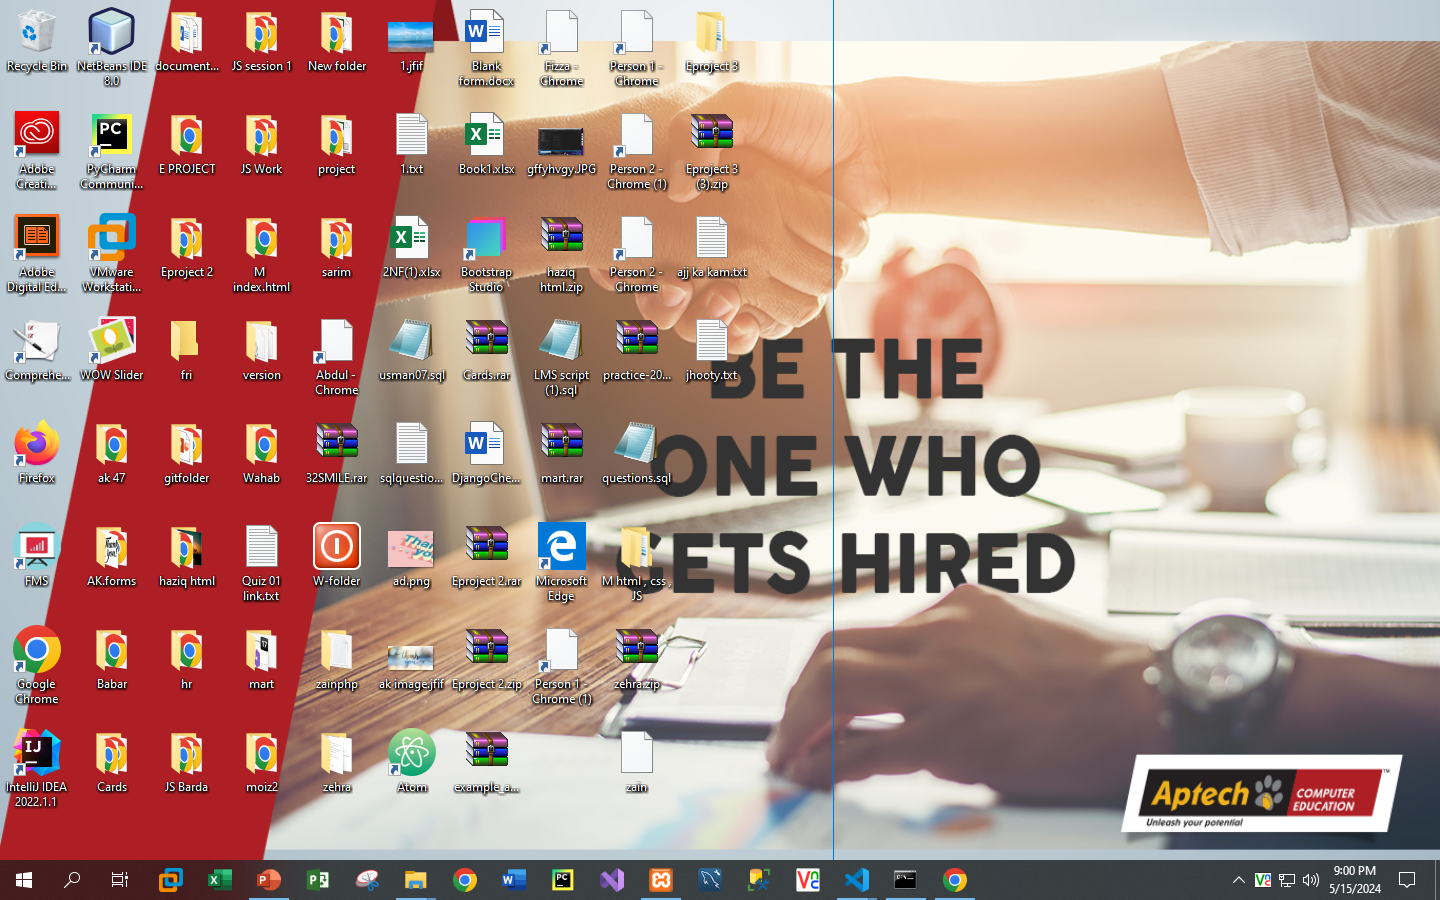 Recycle Bin
NetBeans IDE
8.0
document...
JS session 1
New folder
1.jfif
Blank
form.docx
Fizza -
Chrome
Person 1 -
Chrome
Eproject 3
Adobe
Creati...
PyCharm
Communi...
E PROJECT
JS Work
project
1.txt
Book1.xlsx
gffyhvgy.JPG
Person 2 -
Chrome (1)
Eproject 3
(3).zip
Adobe
Digital Ed...
VMware
Workstati...
Eproject 2
M
index.html
sarim
2NF(1).xlsx
Bootstrap
Studio
haziq
html.zip
Person 2 -
Chrome
ajj ka kam.txt
Comprehe...
WOW Slider
fri
version
Abdul -
Chrome
usman07.sql
Cards.rar
LMS script
(1).sql
practice-20...
jhooty.txt
Firefox
ak 47
gitfolder
Wahab
32SMILE.rar
sqlquestio...
DjangoChe...
mart.rar
questions.sql
FMS
AK.forms
haziq html
Quiz 01
link.txt
W-folder
ad.png
Eproject 2.rar
Microsoft
Edge
M html , css ,
JS
Google
Chrome
Babar
hr
mart
zainphp
ak image.jfif
Eproject 2.zip
Person 1 -
Chrome (1)
zehra.zip
IntelliJ IDEA
2022.1.1
Cards
JS Barda
moiz2
zehra
Atom
example_a...
zain
BE THE
ONE WHO
GETS HIRED
Aptech
COMPUTER
EDUCATION
Unleash your potential
9:00 PM
5/15/2024